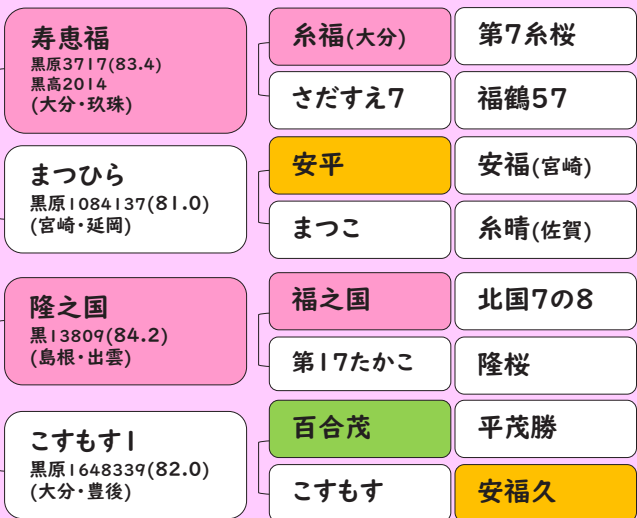 寿恵福
黒原3717(83.4)
黒高2014
(大分・玖珠)
糸福(大分)
第7糸桜
さだすえ7
福鶴57
まつひら
黒原1084137(81.0)
(宮崎・延岡)
安平
安福(宮崎)
まつこ
糸晴(佐賀)
隆之国
黒13809(84.2)
(島根・出雲)
福之国
北国7の8
第17たかこ
隆桜
こすもす1
黒原1648339(82.0)
(大分・豊後)
百合茂
平茂勝
こすもす
安福久